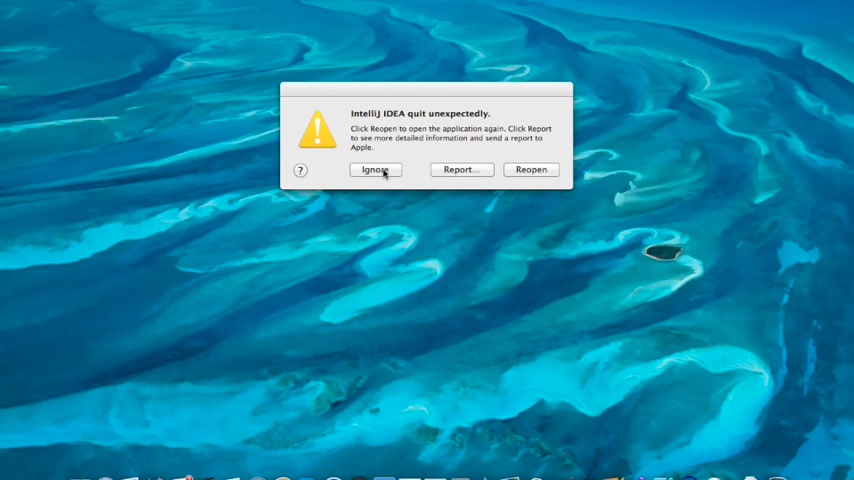 IntelliJ IDEA quit unexpectedly.
Click Reopen to open the application again. Click Report
to see more detailed information and send a report to
Apple.
?
Ignore
Report...
Reopen